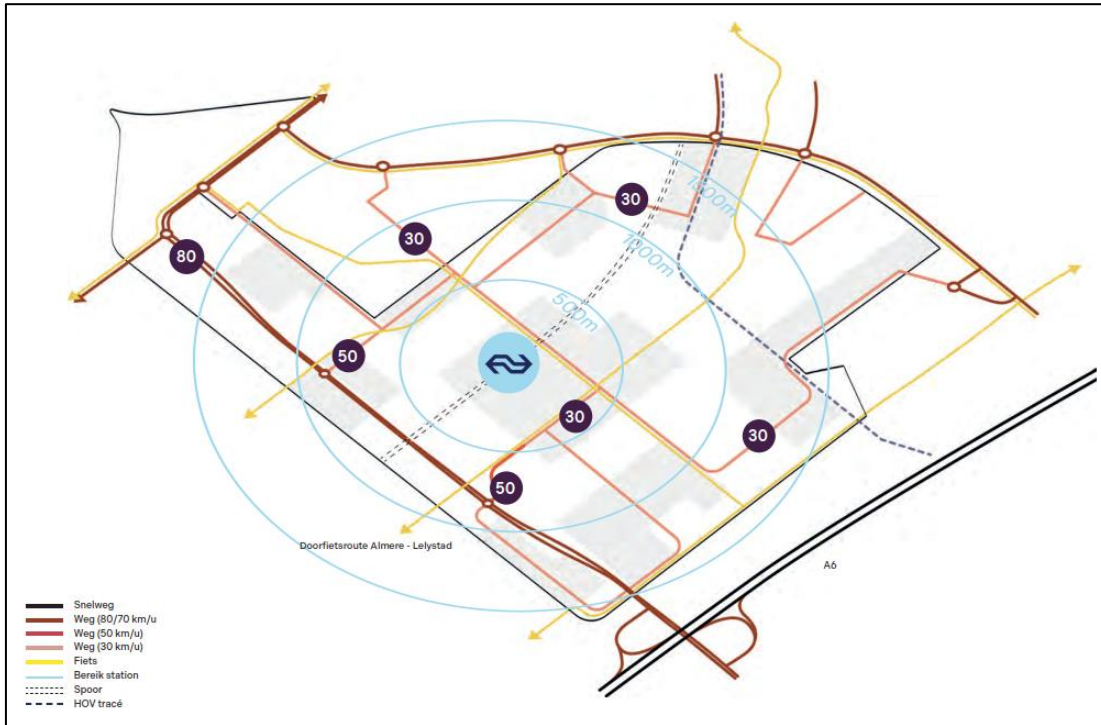 1500m
30
30
1000m
80
500m
50
30
30
50
Doorfietsroute Almere - Lelystad
A6
Snelweg
Weg (80/70 km/u
Weg (50 km/u)
Weg (30 km/u)
Fiets
Bereik station
Spoor
HOV tracé